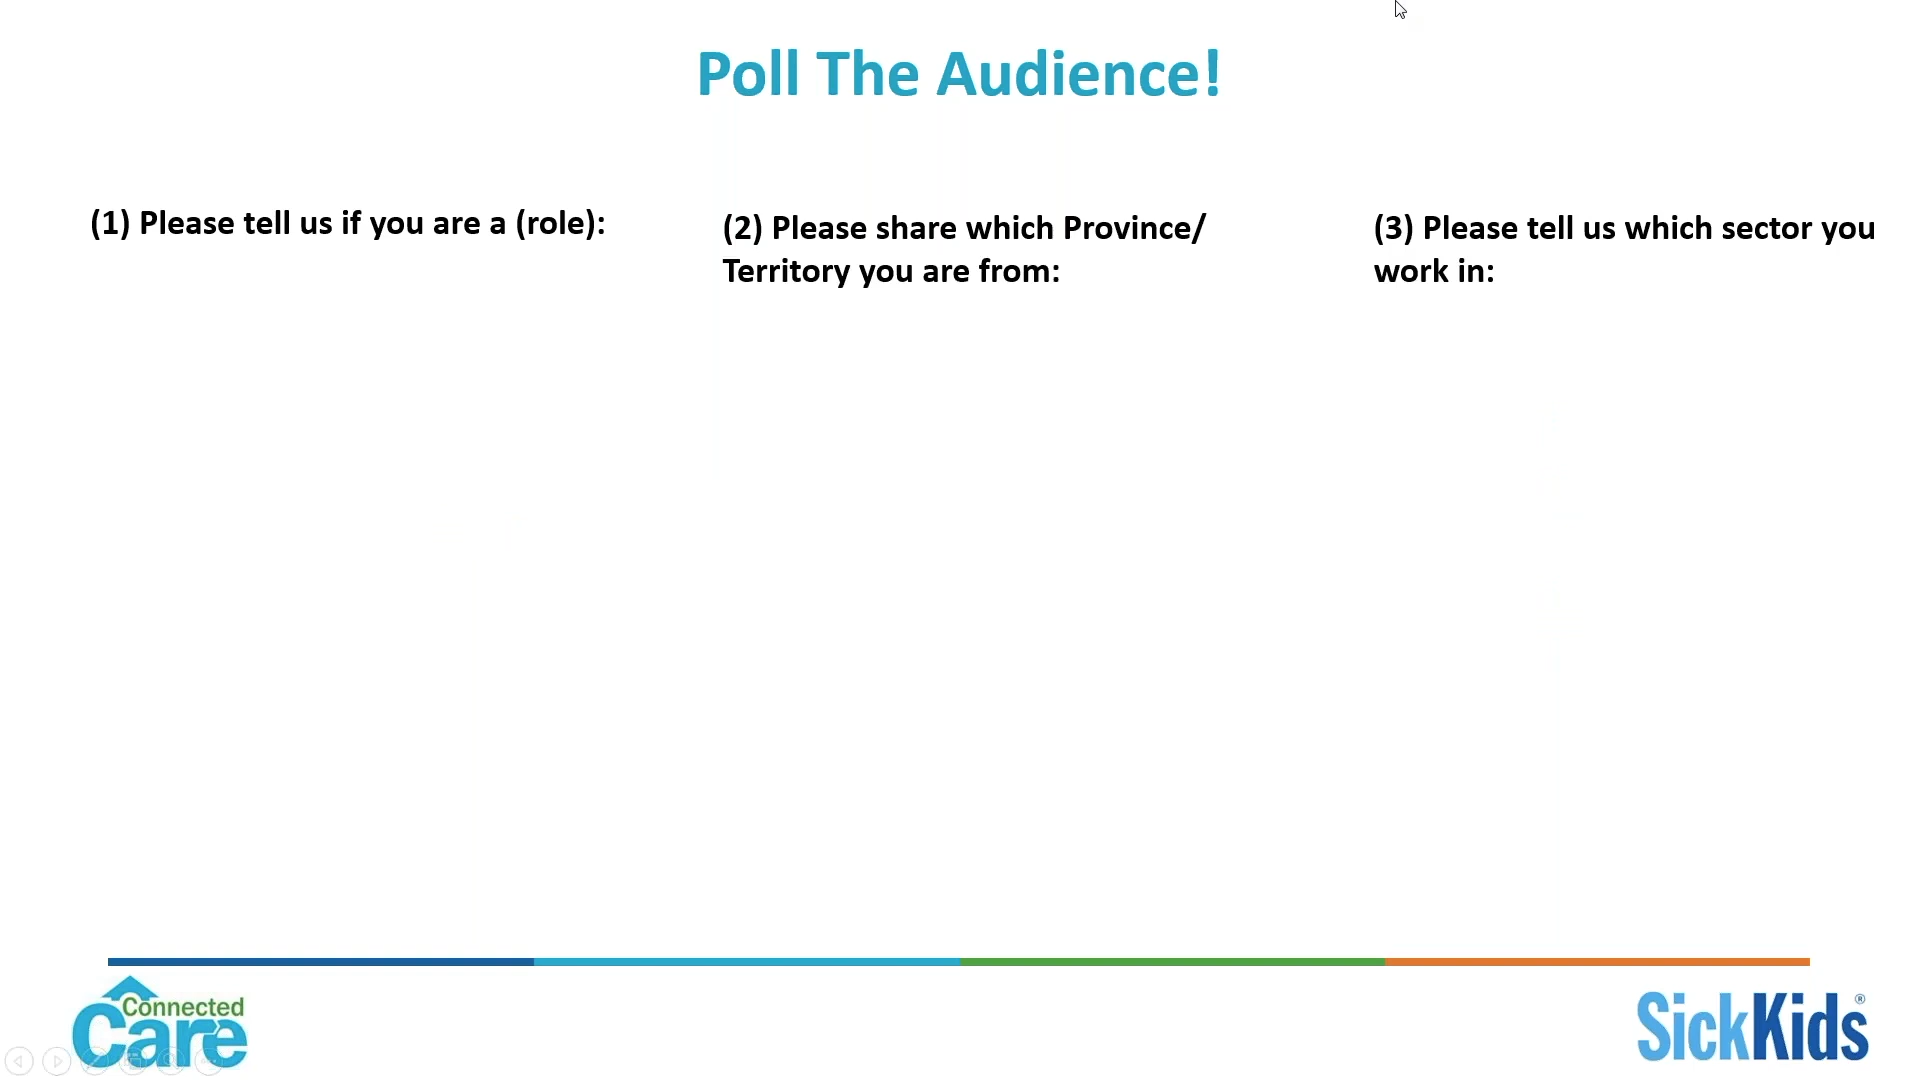 Poll The Audience!
(1) Please tell us if you are a (role):
(2) Please share which Province/
Territory you are from:
(3) Please tell us which sector you
work in:
Connected
Care
SickKids®